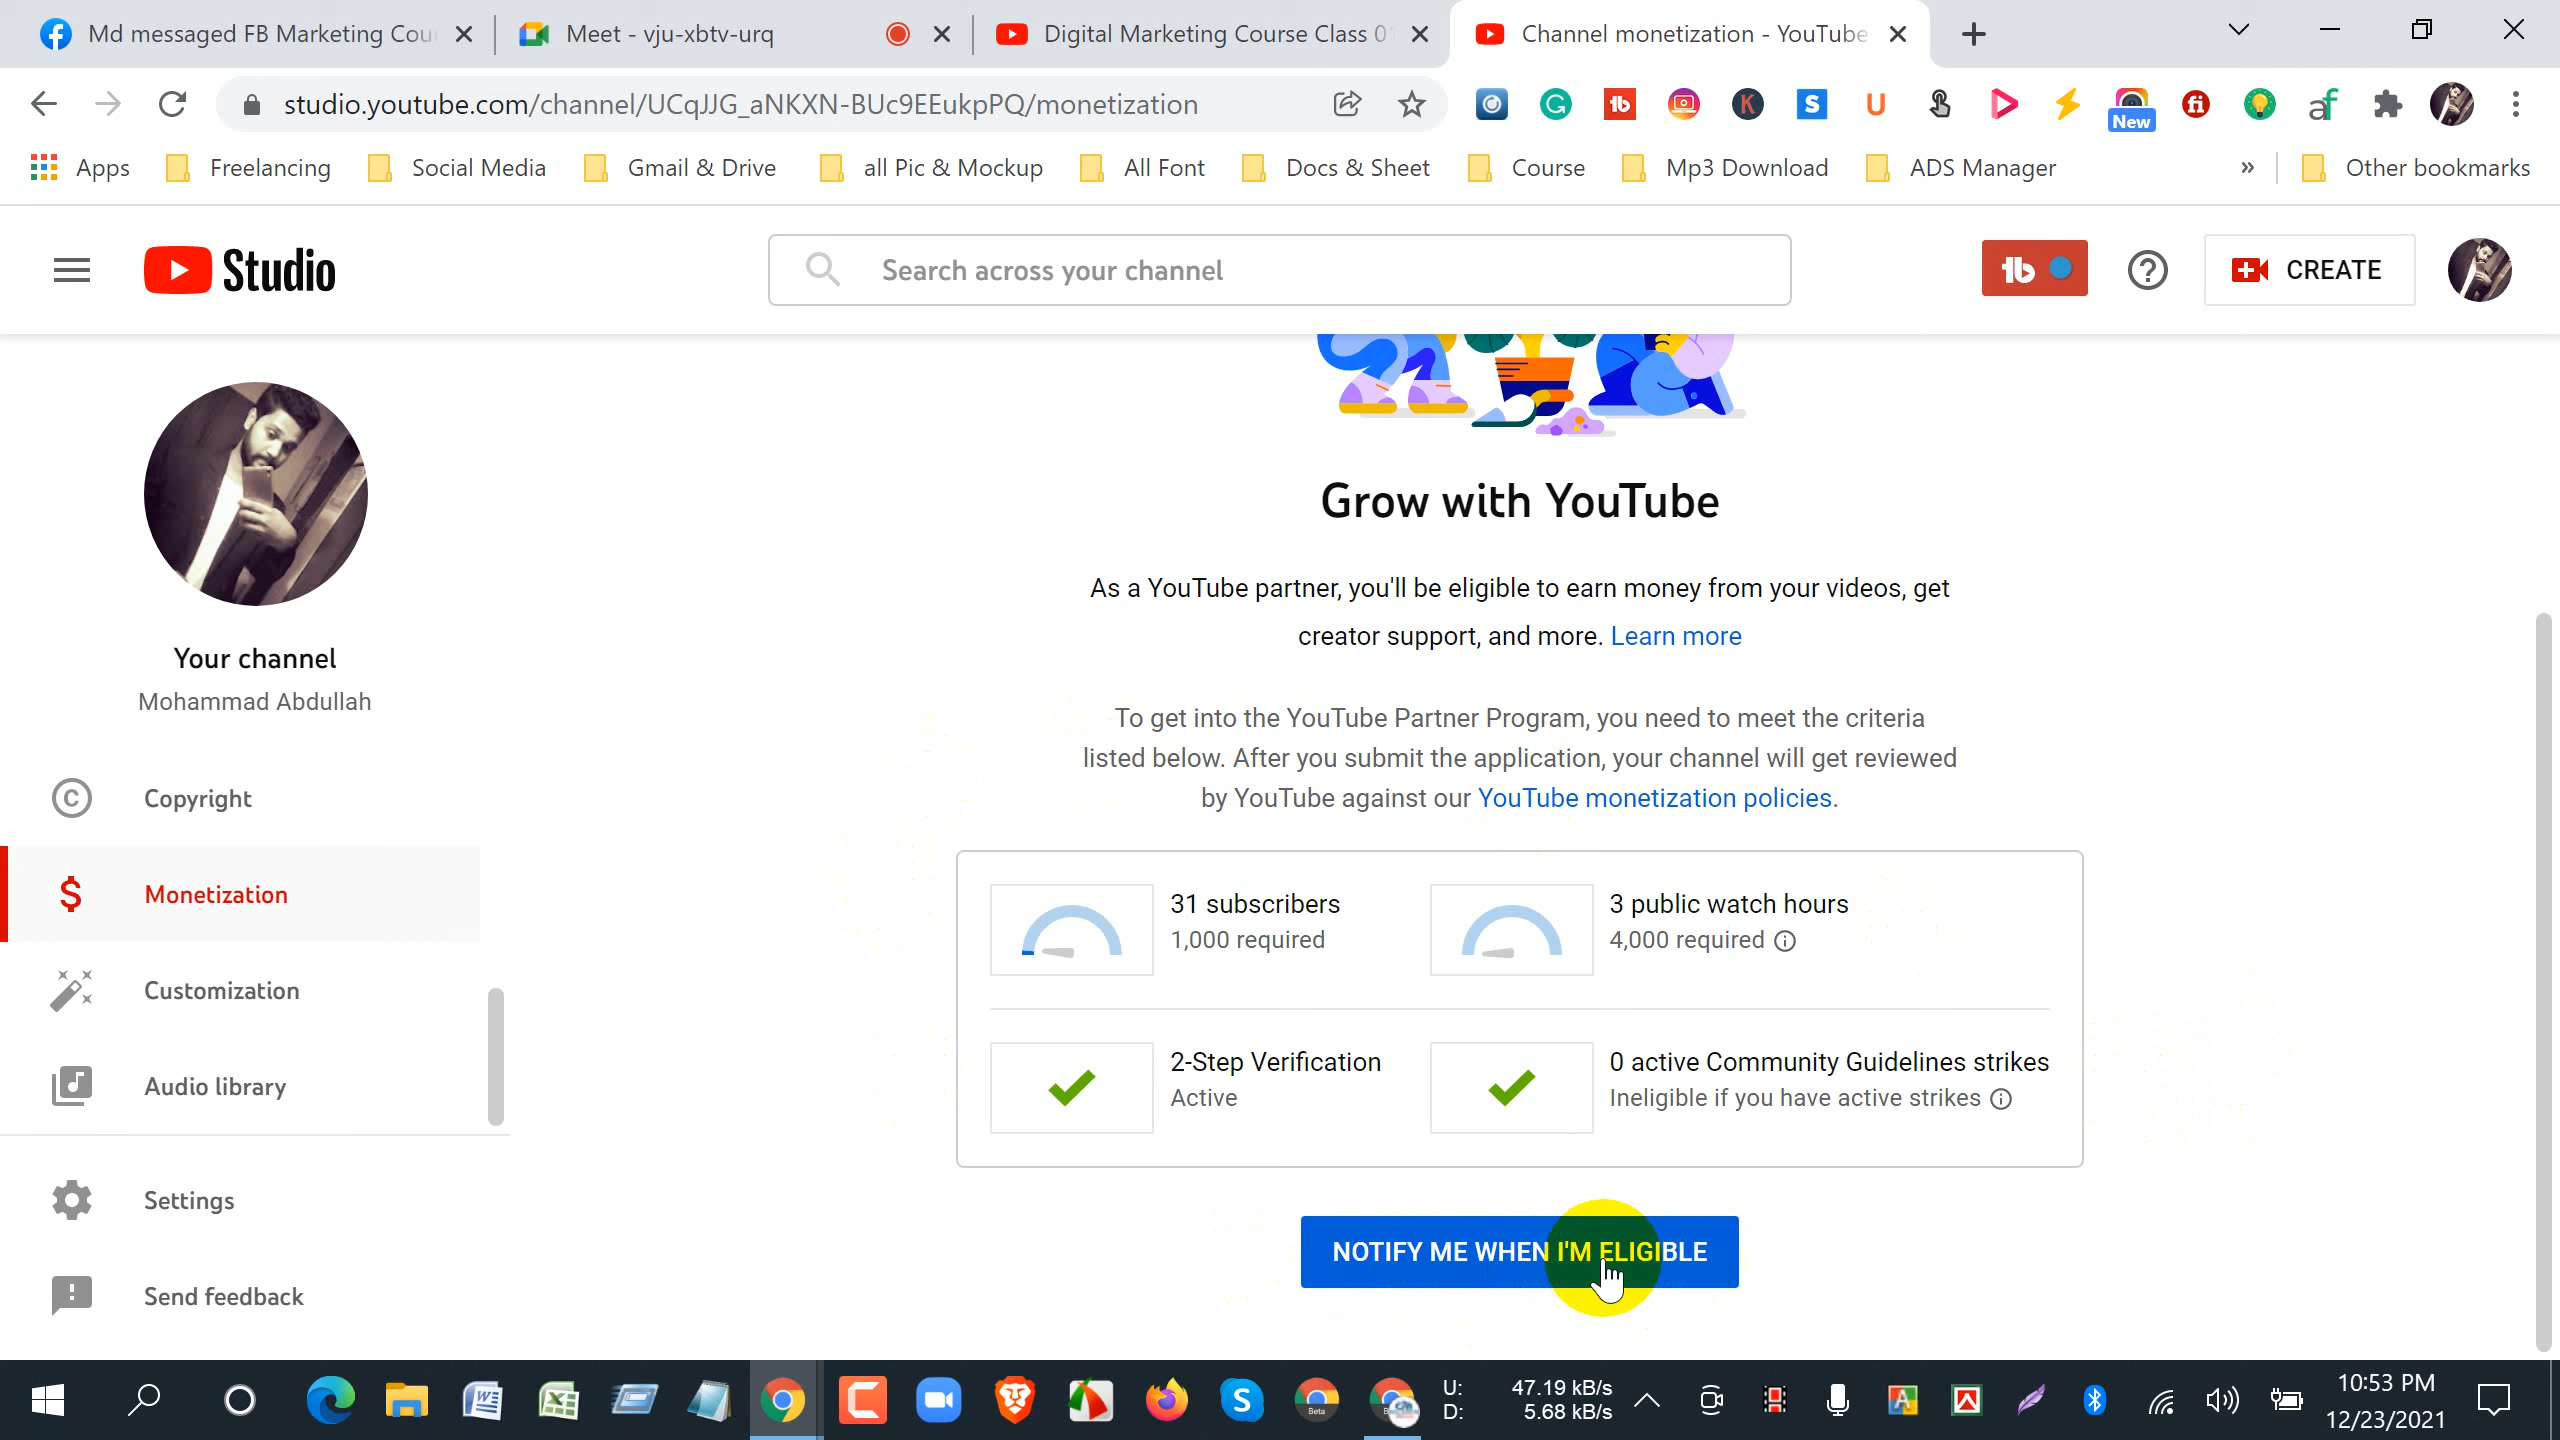 Md messaged FB Marketing Cou
Meet - vju-xbtv-urq
Digital Marketing Course Class 01
Channel monetization - YouTube
studio.youtube.com/channel/UCqJJG_aNKXN-BUc9EEukpPQ/monetization
New
Apps
Freelancing
Social Media
Gmail & Drive
all Pic & Mockup
All Font
Docs & Sheet
Course
Mp3 Download
ADS Manager
»
Other bookmarks
Studio
Search across your channel
CREATE
Your channel
Mohammad Abdullah
Copyright
Monetization
Customization
Audio library
Settings
Send feedback
Grow with YouTube
As a YouTube partner, you'll be eligible to earn money from your videos, get
creator support, and more. Learn more
To get into the YouTube Partner Program, you need to meet the criteria
listed below. After you submit the application, your channel will get reviewed
by YouTube against our YouTube monetization policies.
31 subscribers
1,000 required
3 public watch hours
4,000 required
2-Step Verification
Active
0 active Community Guidelines strikes
Ineligible if you have active strikes
NOTIFY ME WHEN I'M ELIGIBLE
U: 47.19 kB/s
D: 5.68 kB/s
10:53 PM
12/23/2021